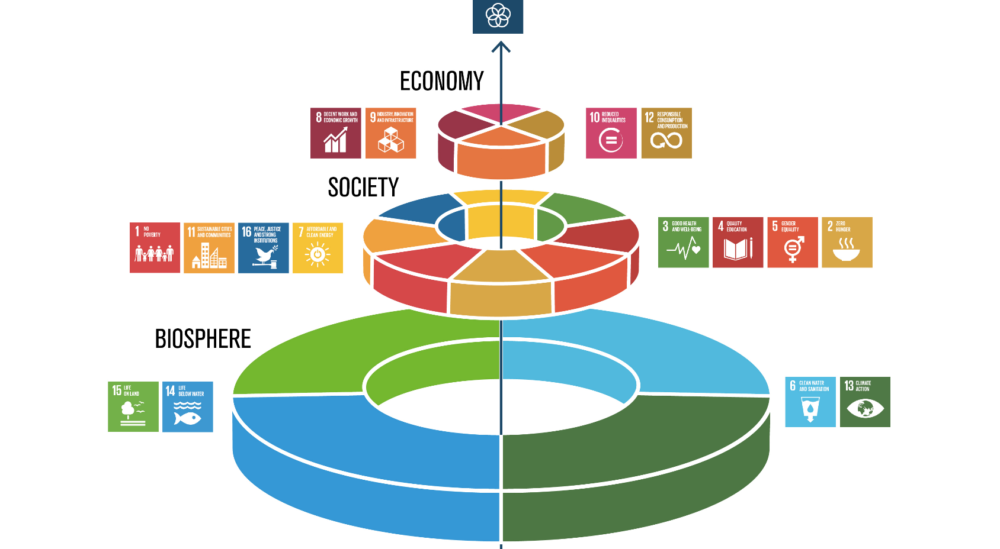 ECONOMY
8 DECENT WORK AND
ECONOMIC GROWTH
9 INDUSTRY, INNOVATION
AND INFRASTRUCTURE
10 REDUCED
INEQUALITIES
12 RESPONSIBLE
CONSUMPTION
AND PRODUCTION
SOCIETY
1 NO
POVERTY
11 SUSTAINABLE CITIES
AND COMMUNITIES
16 PEACE, JUSTICE
AND STRONG
INSTITUTIONS
7 AFFORDABLE AND
CLEAN ENERGY
3 GOOD HEALTH
AND WELL-BEING
4 QUALITY
EDUCATION
5 GENDER
EQUALITY
2 ZERO
HUNGER
BIOSPHERE
15 LIFE
ON LAND
14 LIFE
BELOW WATER
6 CLEAN WATER
AND SANITATION
13 CLIMATE
ACTION